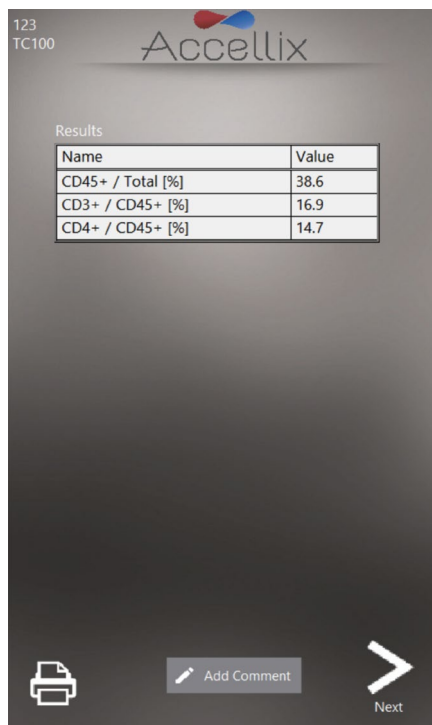 123
TC100
Accellix
Results
Name Value
CD45+ / Total [%] 38.6
CD3+ / CD45+ [%] 16.9
CD4+ / CD45+ [%] 14.7
Add Comment
Next